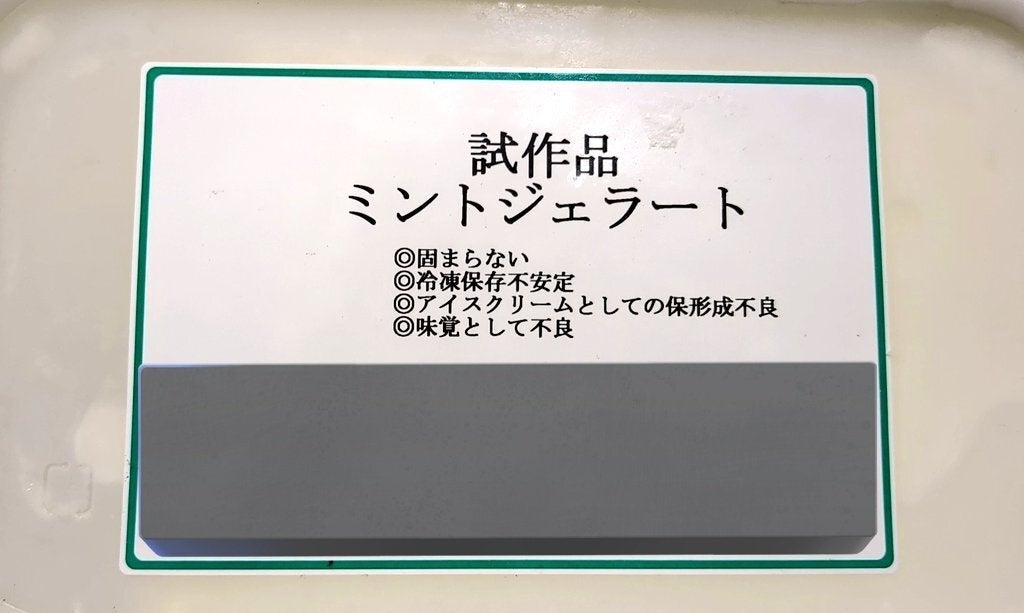 試作品
ミントジェラート
◎固まらない
◎冷凍保存不安定
◎アイスクリームとしての保形成不良
◎味覚として不良